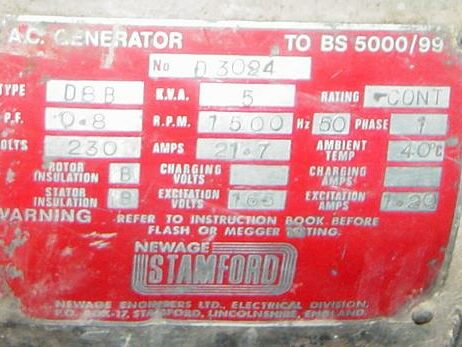 A.C. GENERATOR TO BS 5000/99
No D3094
TYPE DBB K.V.A. 5 RATING CONT
P.F. 0.8 R.P.M. 1500 Hz 50 PHASE 1
VOLTS 230 AMPS 21.7 AMBIENT TEMP 40°C
ROTOR INSULATION B CHARGING VOLTS CHARGING AMPS
STATOR INSULATION B EXCITATION VOLTS EXCITATION AMPS 1.20
WARNING REFER TO INSTRUCTION BOOK BEFORE
FLASH OR MEGGER TESTING.
NEWAGE
STAMFORD
NEWAGE ENGINEERS LTD., ELECTRICAL DIVISION,
P.O. BOX-17, STAMFORD, LINCOLNSHIRE, ENGLAND.